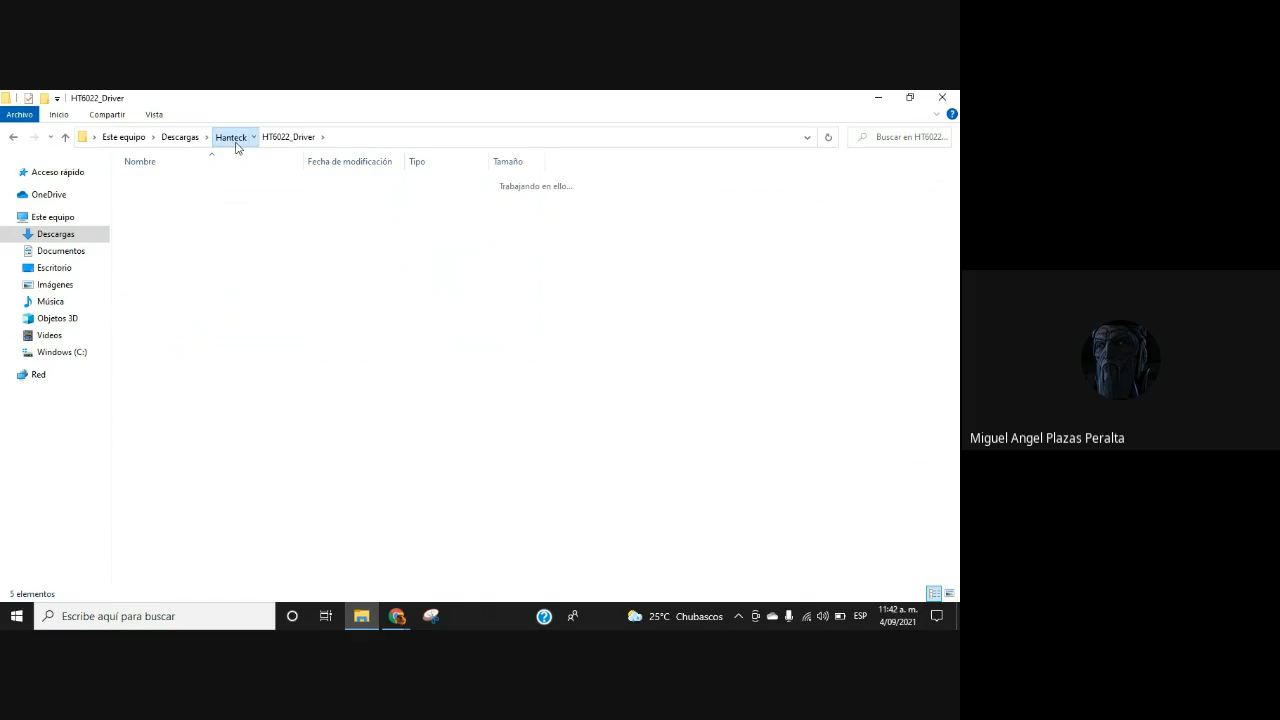 HT6022_Driver
Archivo Inicio Compartir Vista
Este equipo Descargas Hanteck HT6022_Driver Buscar en HT6022...
Nombre Fecha de modificación Tipo Tamaño
Acceso rápido
Trabajando en ello...
OneDrive
Este equipo
Descargas
Documentos
Escritorio
Imágenes
Música
Objetos 3D
Videos
Windows (C:)
Red
Miguel Angel Plazas Peralta
5 elementos
Escribe aquí para buscar
25°C Chubascos
ESP
11:42 a. m.
4/09/2021